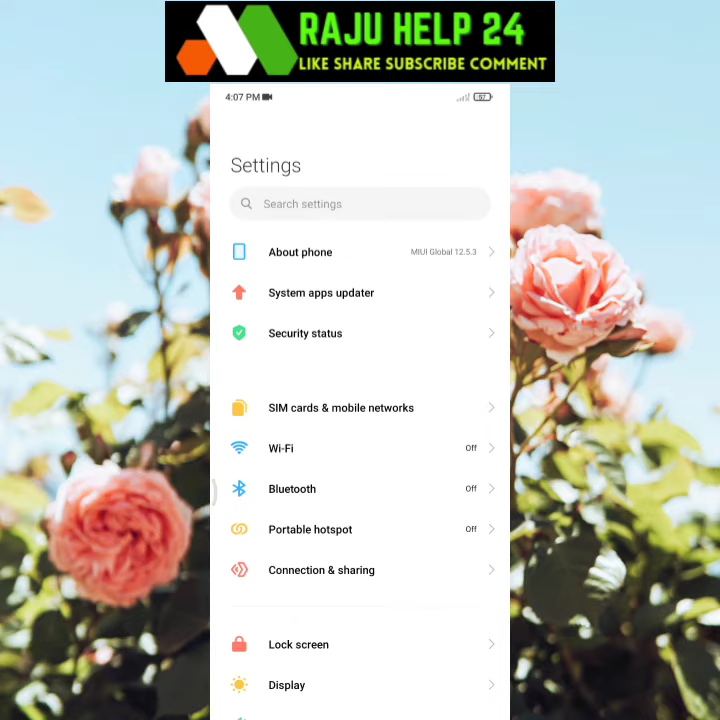 RAJU HELP 24
LIKE SHARE SUBSCRIBE COMMENT
4:07 PM 57
Settings
Search settings
About phone MIUI Global 12.5.3
System apps updater
Security status
SIM cards & mobile networks
Wi-Fi Off
Bluetooth Off
Portable hotspot Off
Connection & sharing
Lock screen
Display